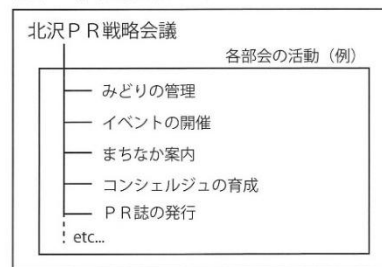 北沢ＰＲ戦略会議
各部会の活動（例）
みどりの管理
イベントの開催
まちなか案内
コンシェルジュの育成
ＰＲ誌の発行
etc...